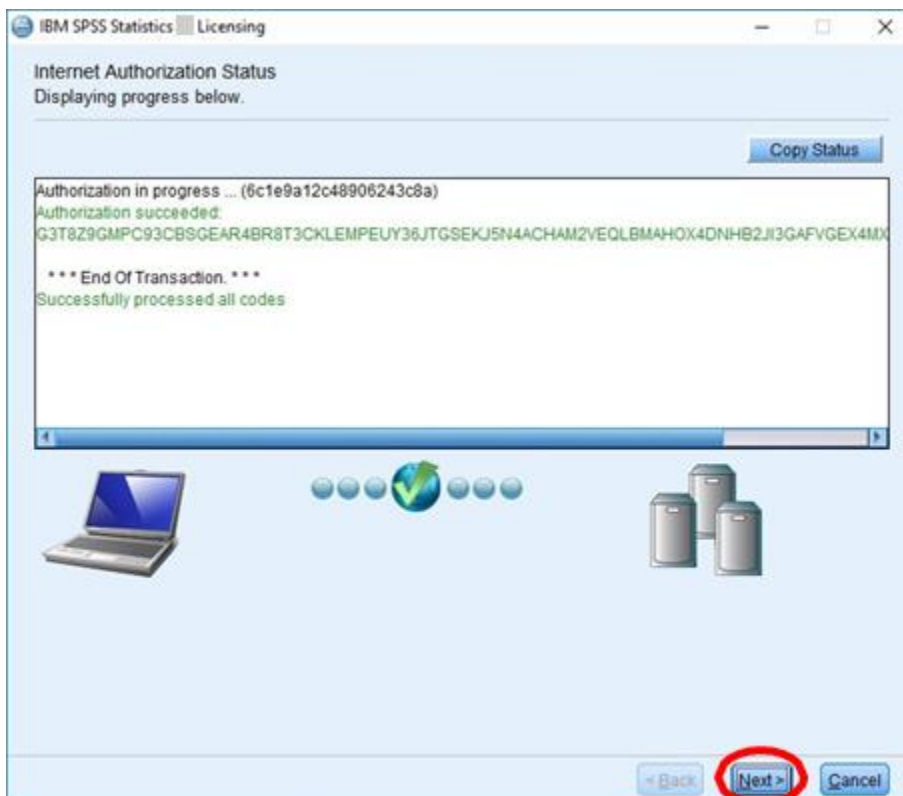 IBM SPSS Statistics Licensing
Internet Authorization Status
Displaying progress below.
Copy Status
Authorization in progress ... (6c1e9a12c48906243c8a)
Authorization succeeded:
G3T8Z9GMPC93CBSGEAR4BR8T3CKLEMPEUY36JTGSEKJ5N4ACHAM2VEQLBMAHOX4DNHB2JI3GAFVGEX4MX
* * * End Of Transaction. * * *
Successfully processed all codes
< Back
Next >
Cancel